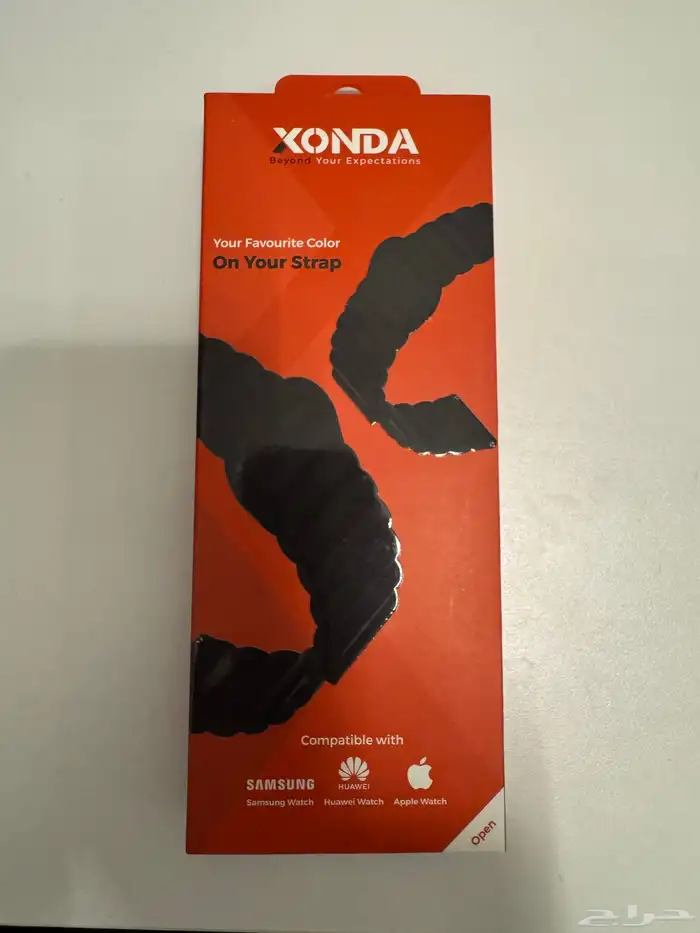 XONDA
Beyond Your Expectations
Your Favourite Color
On Your Strap
Compatible with
SAMSUNG
HUAWEI
Samsung Watch Huawei Watch Apple Watch
Open
حراج